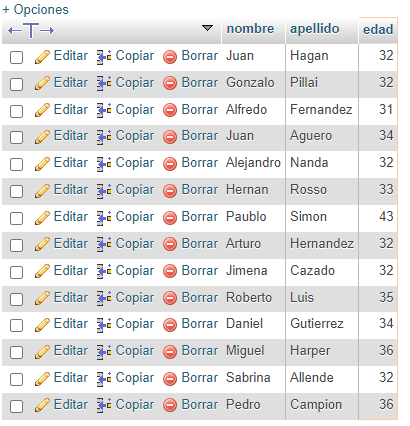 + Opciones
←T→ nombre apellido edad
Editar Copiar Borrar Juan Hagan 32
Editar Copiar Borrar Gonzalo Pillai 32
Editar Copiar Borrar Alfredo Fernandez 31
Editar Copiar Borrar Juan Aguero 34
Editar Copiar Borrar Alejandro Nanda 32
Editar Copiar Borrar Hernan Rosso 33
Editar Copiar Borrar Paublo Simon 43
Editar Copiar Borrar Arturo Hernandez 32
Editar Copiar Borrar Jimena Cazado 32
Editar Copiar Borrar Roberto Luis 35
Editar Copiar Borrar Daniel Gutierrez 34
Editar Copiar Borrar Miguel Harper 36
Editar Copiar Borrar Sabrina Allende 32
Editar Copiar Borrar Pedro Campion 36